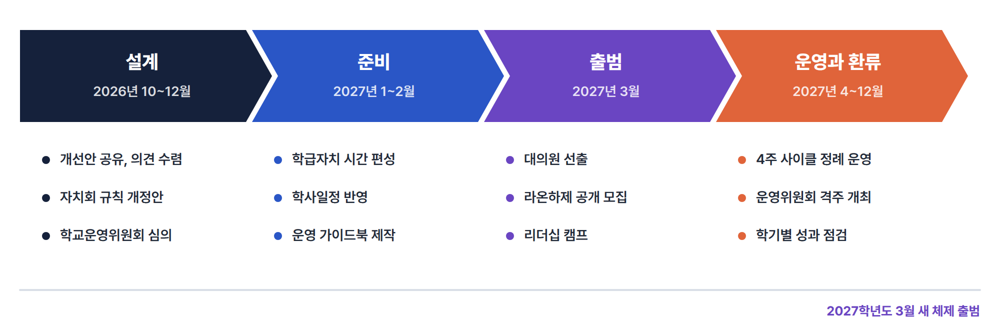 설계
2026년 10~12월
준비
2027년 1~2월
출범
2027년 3월
운영과 환류
2027년 4~12월
개선안 공유, 의견 수렴
자치회 규칙 개정안
학교운영위원회 심의
학급자치 시간 편성
학사일정 반영
운영 가이드북 제작
대의원 선출
라온하제 공개 모집
리더십 캠프
4주 사이클 정례 운영
운영위원회 격주 개최
학기별 성과 점검
2027학년도 3월 새 체제 출범